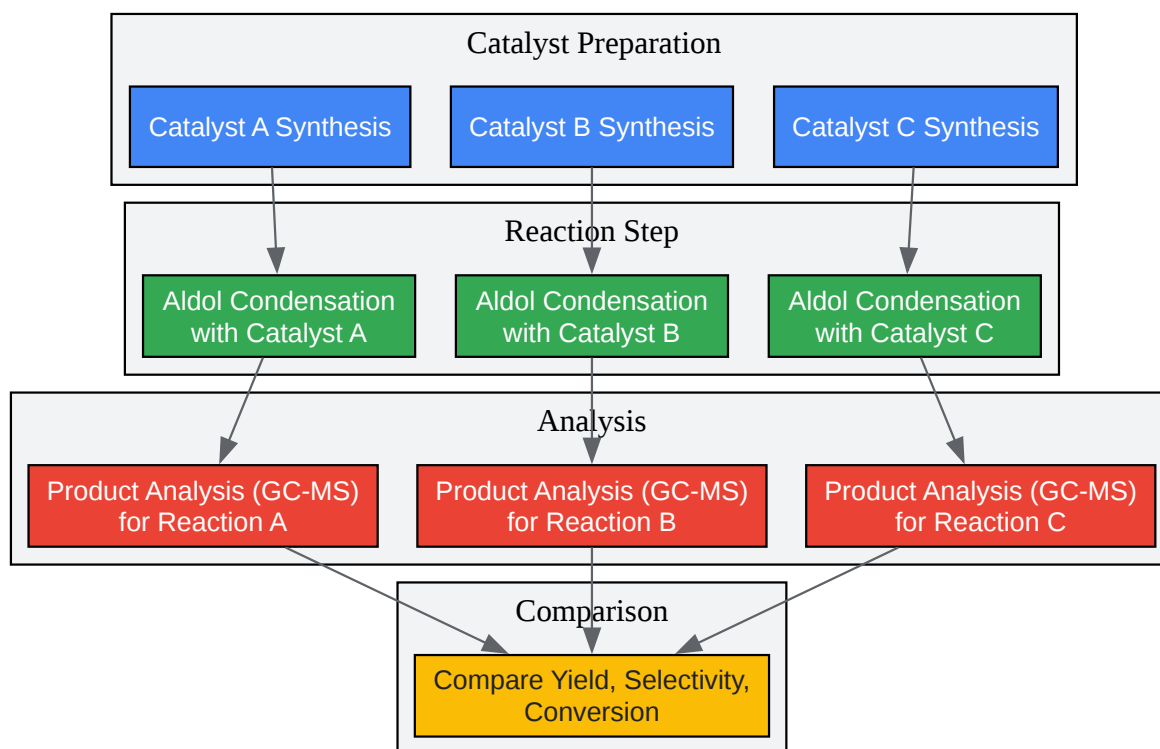 Catalyst Preparation
Catalyst A Synthesis
Catalyst B Synthesis
Catalyst C Synthesis
Reaction Step
Aldol Condensation
with Catalyst A
Aldol Condensation
with Catalyst B
Aldol Condensation
with Catalyst C
Analysis
Product Analysis (GC-MS)
for Reaction A
Product Analysis (GC-MS)
for Reaction B
Product Analysis (GC-MS)
for Reaction C
Comparison
Compare Yield, Selectivity,
Conversion